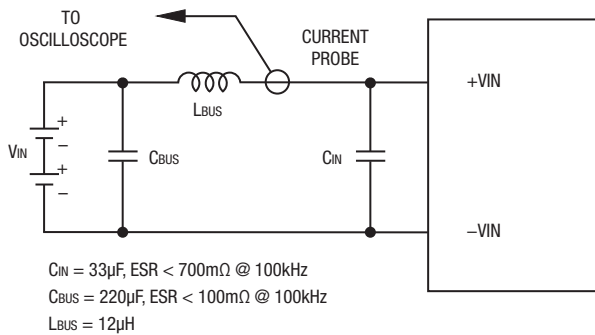 TO
OSCILLOSCOPE
CURRENT
PROBE
+VIN
LBUS
+
VIN
–
+
–
CBUS
CIN
–VIN
CIN = 33µF, ESR < 700mΩ @ 100kHz
CBUS = 220µF, ESR < 100mΩ @ 100kHz
LBUS = 12µH